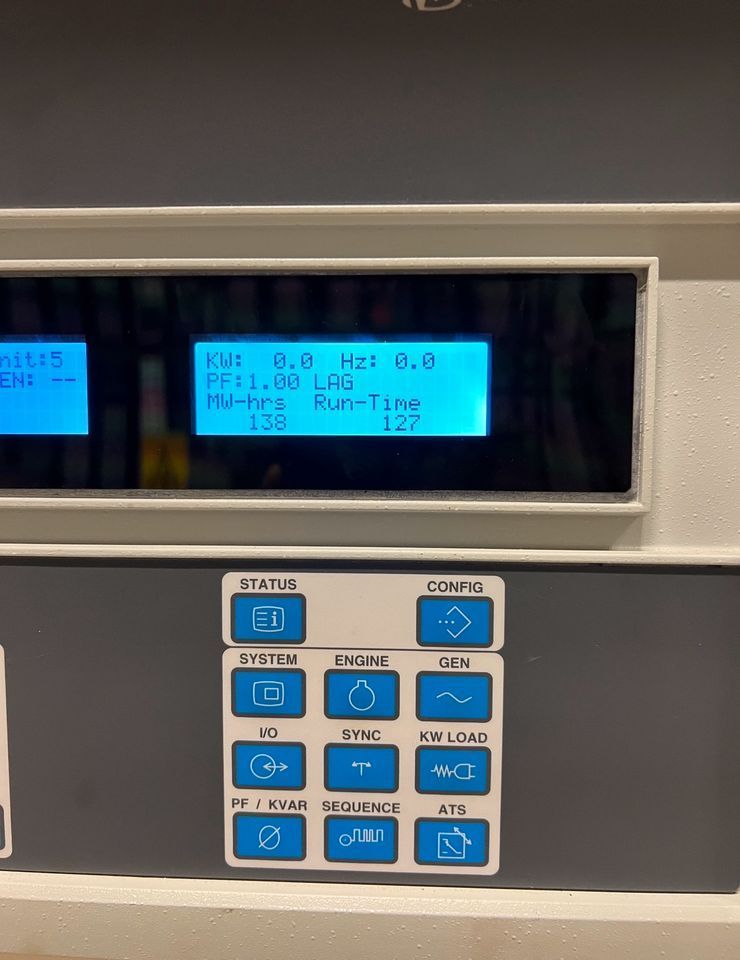 nit:5
EN: --
KW: 0.0 Hz: 0.0
PF:1.00 LAG
MW-hrs Run-Time
138 127
STATUS CONFIG
SYSTEM ENGINE GEN
I/O SYNC KW LOAD
PF / KVAR SEQUENCE ATS